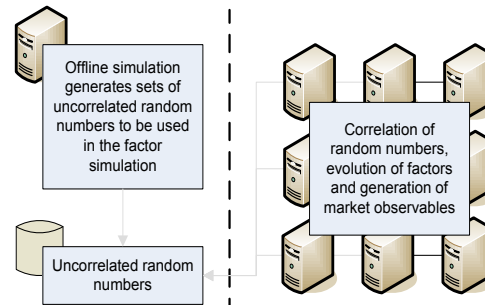 Offline simulation
generates sets of
uncorrelated random
numbers to be used
in the factor
simulation
Uncorrelated random
numbers
Correlation of
random numbers,
evolution of factors
and generation of
market observables